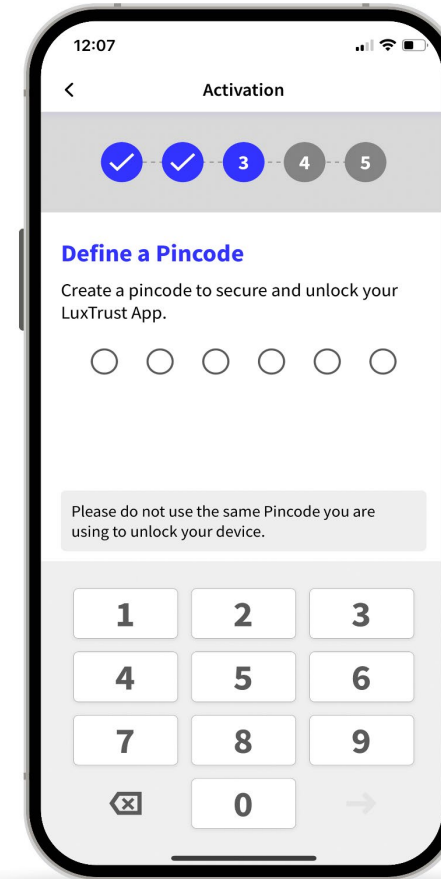 12:07
Activation
3 4 5
Define a Pincode
Create a pincode to secure and unlock your
LuxTrust App.
Please do not use the same Pincode you are
using to unlock your device.
1 2 3
4 5 6
7 8 9
0